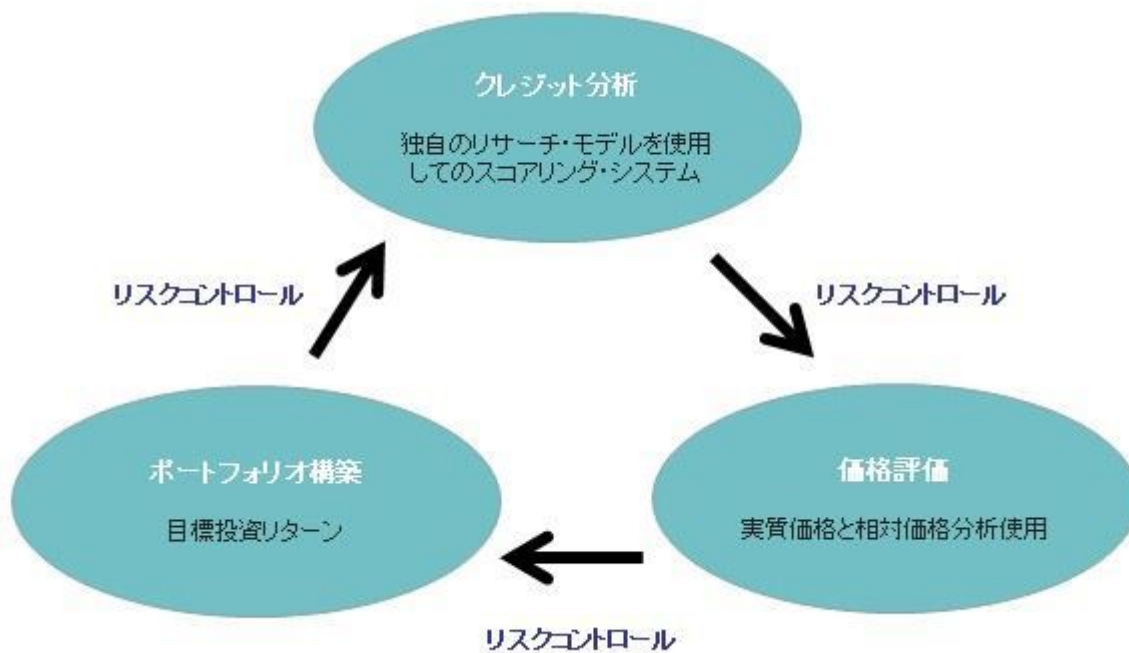 クレジット分析
独自のリサーチ・モデルを使用
してのスコアリング・システム
リスクコントロール
リスクコントロール
ポートフォリオ構築
目標投資リターン
価格評価
実質価格と相対価格分析使用
リスクコントロール